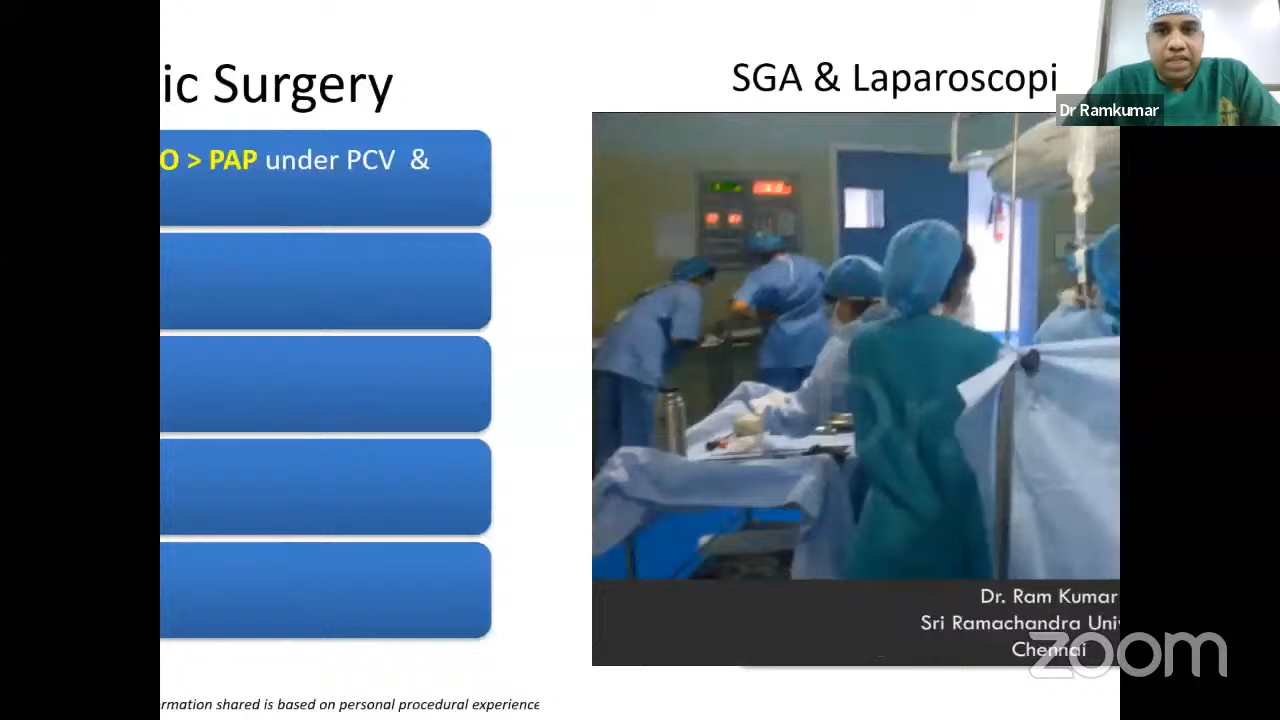 ic Surgery
O > PAP under PCV &
rmation shared is based on personal procedural experience
SGA & Laparoscopi
Dr Ramkumar
Dr. Ram Kumar
Sri Ramachandra Uni
Chennai
zoom